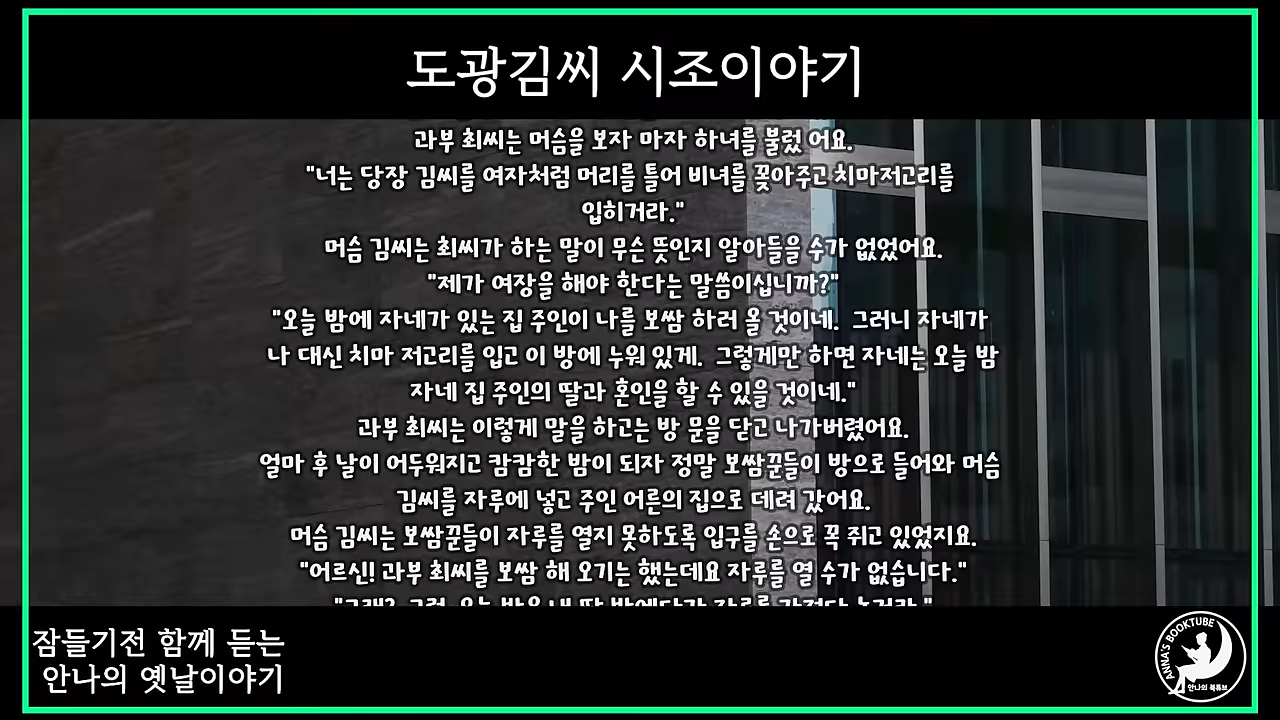 도광김씨 시조이야기
과부 최씨는 머슴을 보자 마자 하녀를 불렀 어요.
"너는 당장 김씨를 여자처럼 머리를 틀어 비녀를 꽂아주고 치마저고리를
입히거라."
머슴 김씨는 최씨가 하는 말이 무슨 뜻인지 알아들을 수가 없었어요.
"제가 여장을 해야 한다는 말씀이십니까?"
"오늘 밤에 자네가 있는 집 주인이 나를 보쌈 하러 올 것이네. 그러니 자네가
나 대신 치마 저고리를 입고 이 방에 누워 있게. 그렇게만 하면 자네는 오늘 밤
자네 집 주인의 딸과 혼인을 할 수 있을 것이네."
과부 최씨는 이렇게 말을 하고는 방 문을 닫고 나가버렸어요.
얼마 후 날이 어두워지고 캄캄한 밤이 되자 정말 보쌈꾼들이 방으로 들어와 머슴
김씨를 자루에 넣고 주인 어른의 집으로 데려 갔어요.
머슴 김씨는 보쌈꾼들이 자루를 열지 못하도록 입구를 손으로 꼭 쥐고 있었지요.
"어르신! 과부 최씨를 보쌈 해 오기는 했는데요 자루를 열 수가 없습니다."
잠들기전 함께 듣는
안나의 옛날이야기
ANNA'S BOOKTUBE
안나의 북튜브